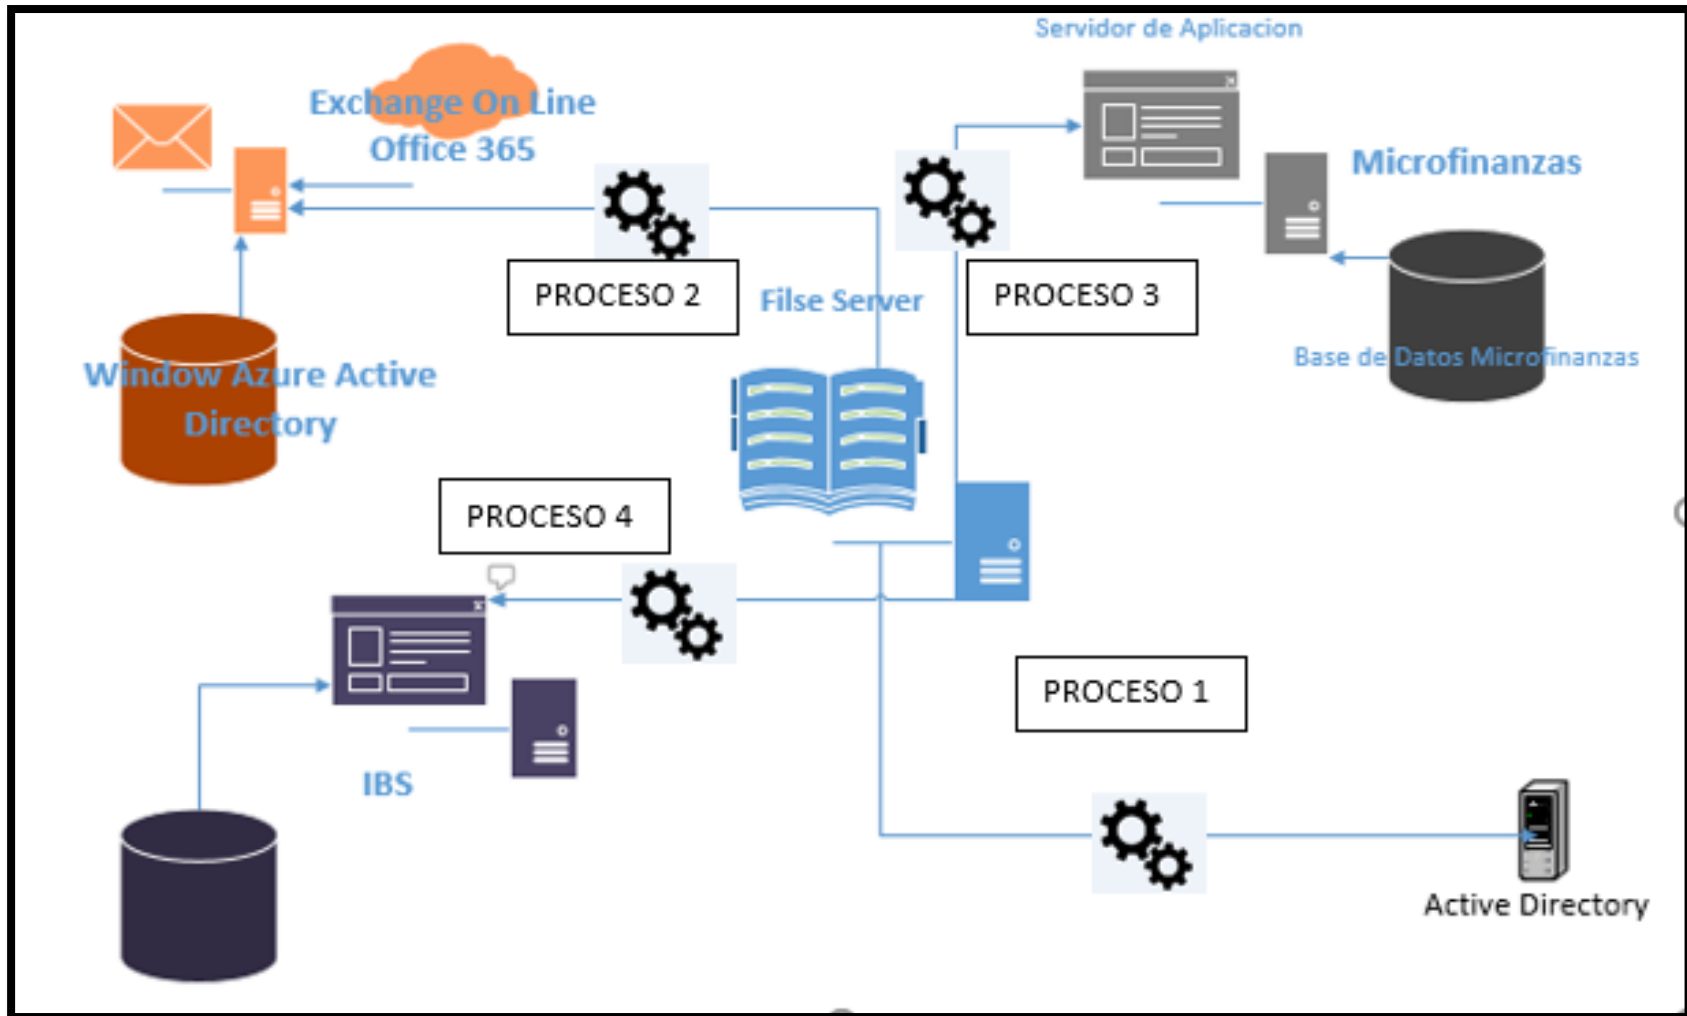 Servidor de Aplicacion
Exchange On Line
Office 365
Microfinanzas
PROCESO 2
Filse Server
PROCESO 3
Base de Datos Microfinanzas
Window Azure Active
Directory
PROCESO 4
PROCESO 1
IBS
Active Directory